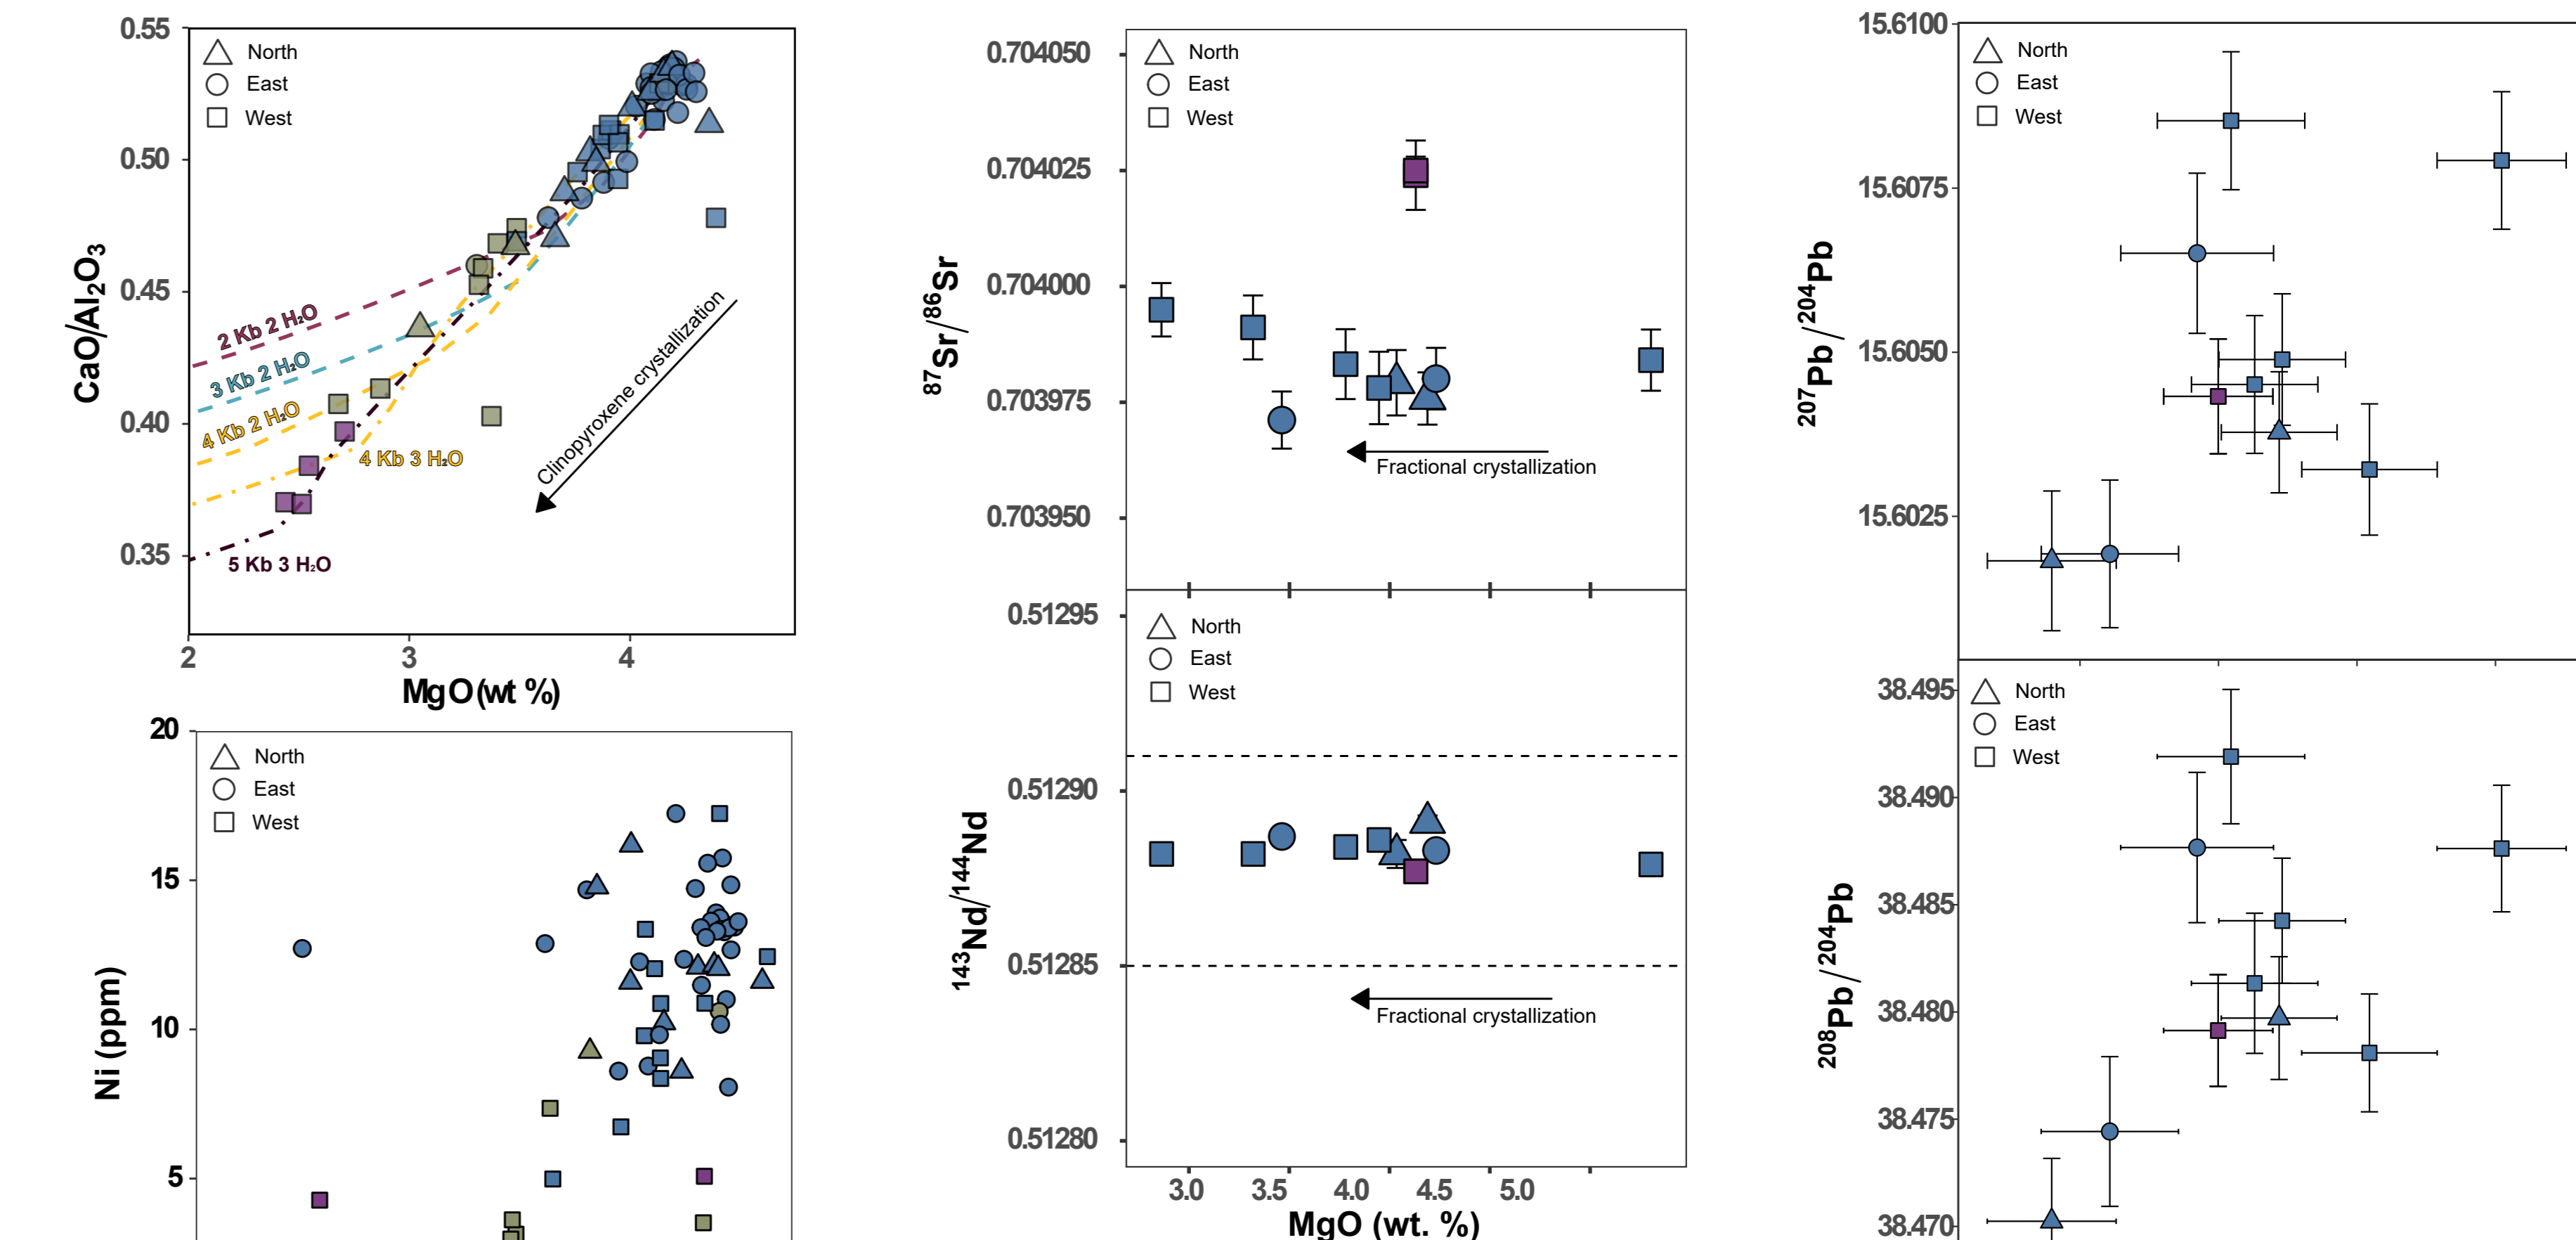 0.55
0.50
0.45
0.40
0.35
CaO/Al₂O₃
North
East
West
2 Kb 2 H₂O
3 Kb 2 H₂O
4 Kb 2 H₂O
4 Kb 3 H₂O
5 Kb 3 H₂O
Clinopyroxene crystallization
2 3 4
MgO (wt %)
20
15
10
5
Ni (ppm)
North
East
West
0.704050
0.704025
0.704000
0.703975
0.703950
⁸⁷Sr/⁸⁶Sr
North
East
West
Fractional crystallization
0.51295
0.51290
0.51285
0.51280
¹⁴³Nd/¹⁴⁴Nd
North
East
West
Fractional crystallization
3.0 3.5 4.0 4.5 5.0
MgO (wt. %)
15.6100
15.6075
15.6050
15.6025
²⁰⁷Pb/²⁰⁴Pb
North
East
West
38.495
38.490
38.485
38.480
38.475
38.470
²⁰⁸Pb/²⁰⁴Pb
North
East
West